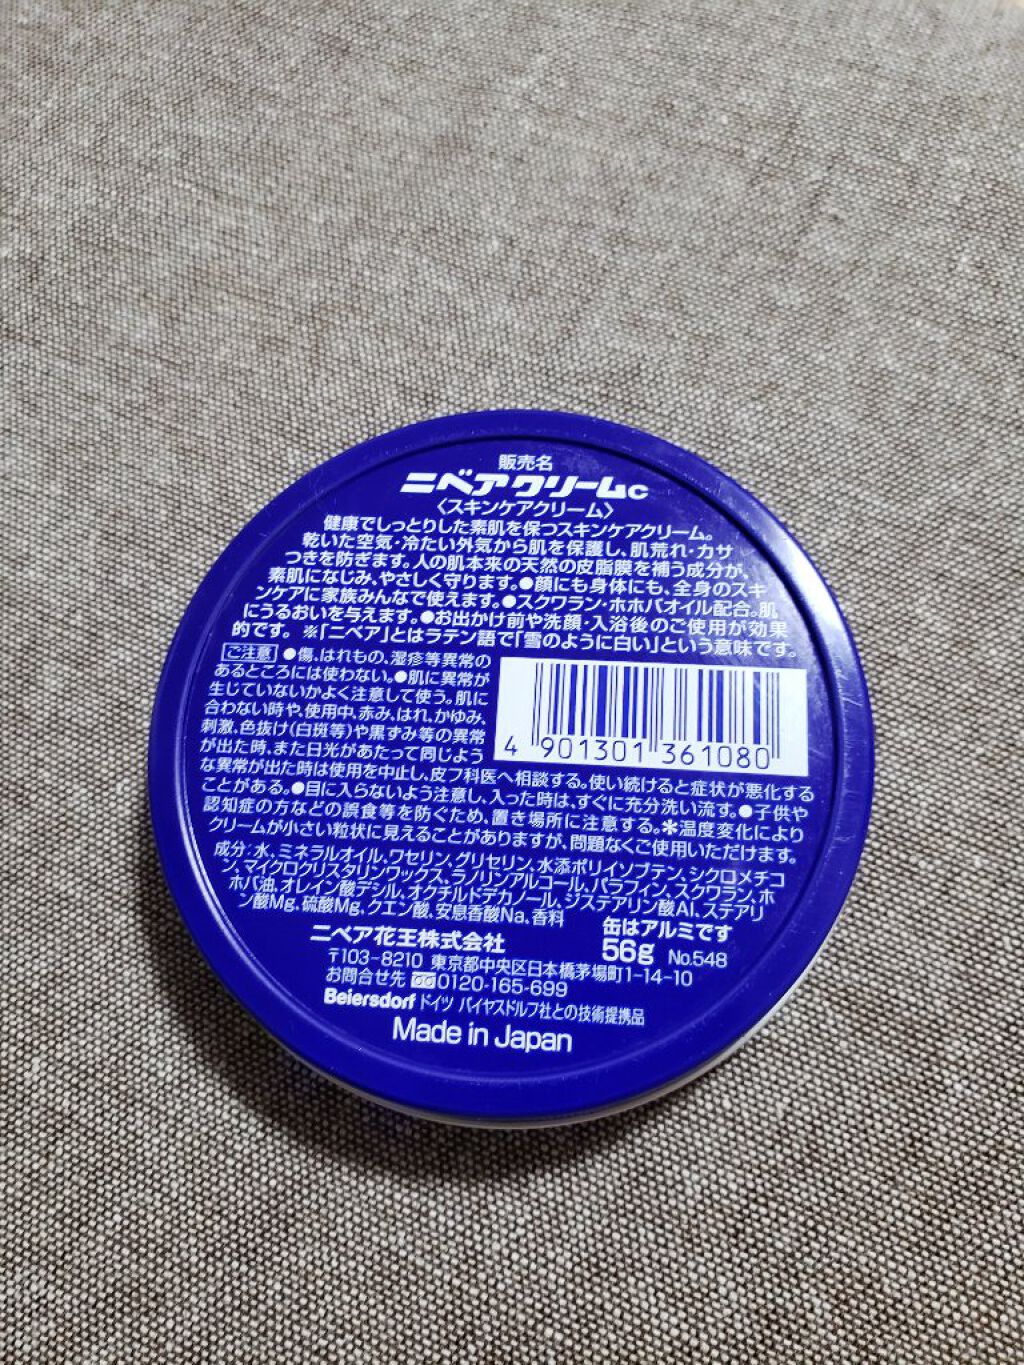 販売名
ニベアクリームc
〈スキンケアクリーム〉
健康でしっとりした素肌を保つスキンケアクリーム。
乾いた空気・冷たい外気から肌を保護し、肌荒れ・カサ
つきを防ぎます。人の肌本来の天然の皮脂膜を補う成分が、
素肌になじみ、やさしく守ります。●顔にも身体にも、全身のスキ
ンケアに家族みんなで使えます。●スクワラン・ホホバオイル配合。肌
にうるおいを与えます。●お出かけ前や洗顔・入浴後のご使用が効果
的です。 ※「ニベア」とはラテン語で「雪のように白い」という意味です。
ご注意 ●傷、はれもの、湿疹等異常の
あるところには使わない。●肌に異常が
生じていないかよく注意して使う。肌に
合わない時や、使用中、赤み、はれ、かゆみ、
刺激、色抜け(白斑等)や黒ずみ等の異常
が出た時、また日光があたって同じよう
な異常が出た時は使用を中止し、皮フ科医へ相談する。使い続けると症状が悪化する
ことがある。●目に入らないよう注意し、入った時は、すぐに充分洗い流す。●子供や
認知症の方などの誤食等を防ぐため、置き場所に注意する。＊温度変化により
クリームが小さい粒状に見えることがありますが、問題なくご使用いただけます。
4 901301 361080
成分:水、ミネラルオイル、ワセリン、グリセリン、水添ポリイソブテン、シクロメチコ
ン、マイクロクリスタリンワックス、ラノリンアルコール、パラフィン、スクワラン、ホ
ホバ油、オレイン酸デシル、オクチルドデカノール、ジステアリン酸Al、ステアリ
ン酸Mg、硫酸Mg、クエン酸、安息香酸Na、香料
缶はアルミです
ニベア花王株式会社 56g No.548
〒103-8210 東京都中央区日本橋茅場町1-14-10
お問合せ先 0120-165-699
Beiersdorf ドイツ バイヤスドルフ社との技術提携品
Made in Japan